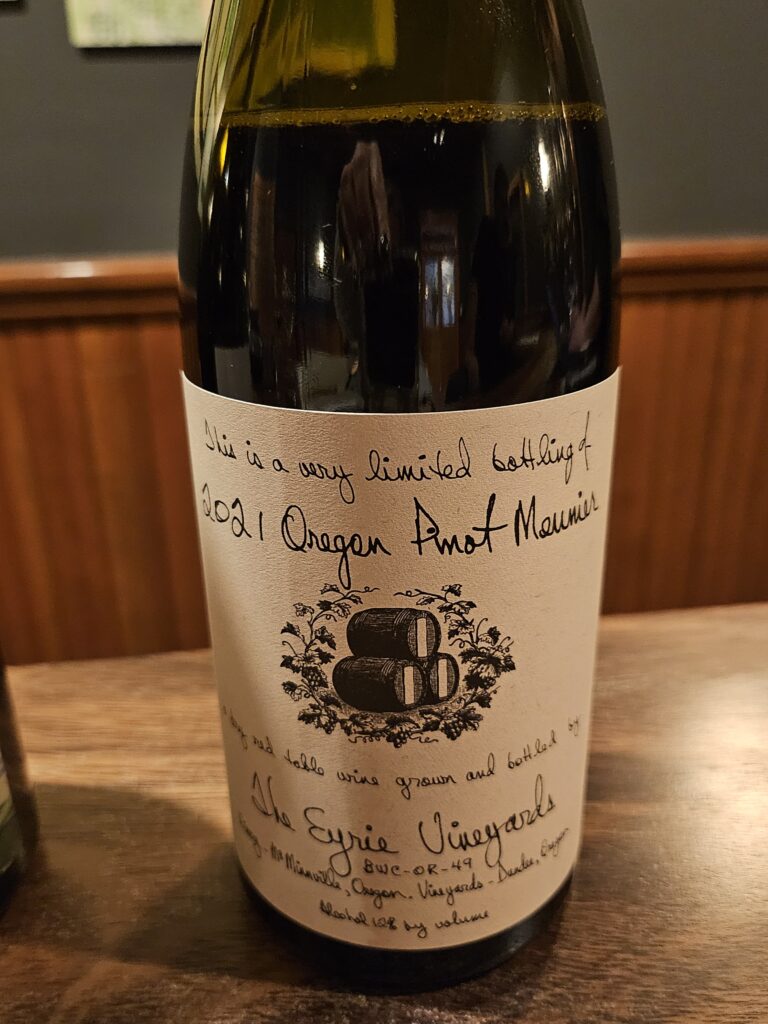 This is a very limited bottling of
2021 Oregon Pinot Meunier
dry red table wine grown and bottled by
The Eyrie Vineyards
BWC-OR-49
Winery - McMinnville, Oregon. Vineyards - Dundee, Oregon
Alcohol 12% by volume